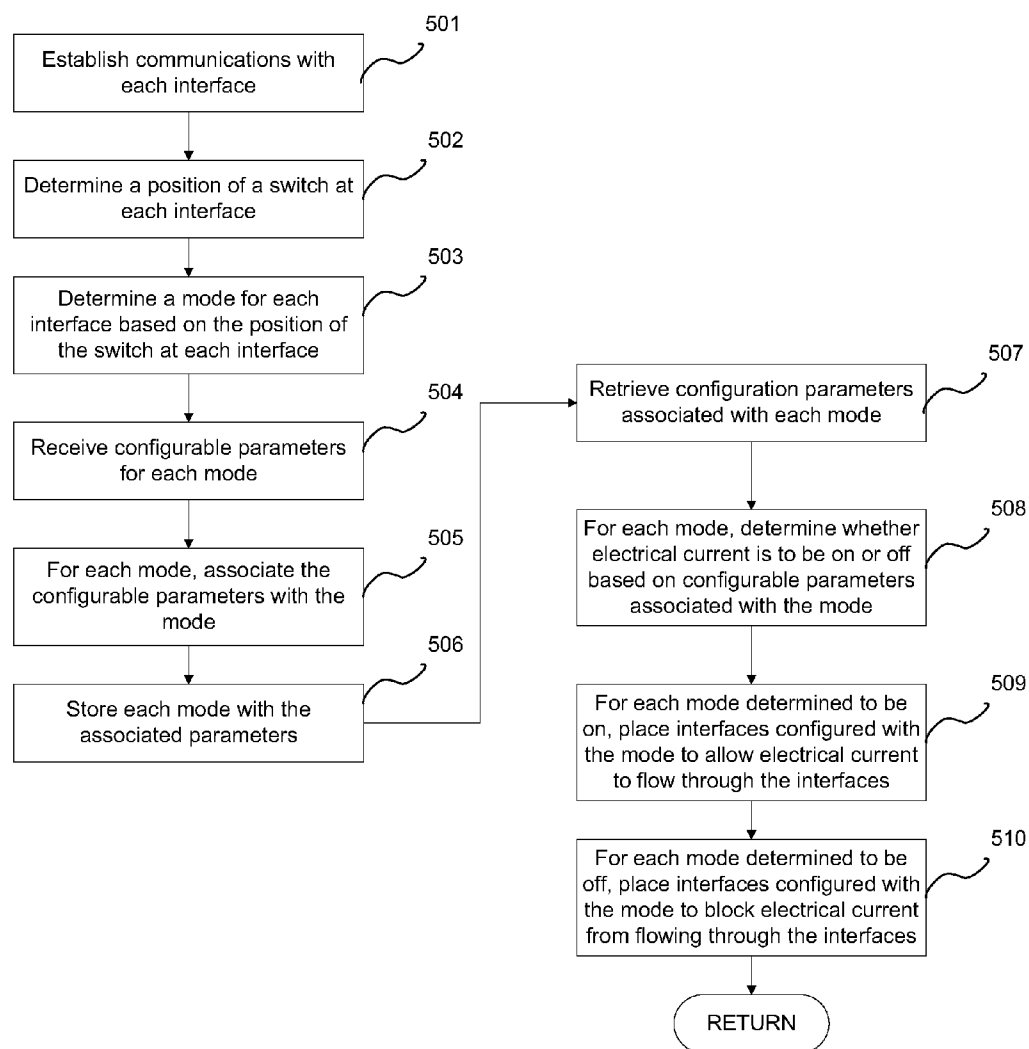 501
Establish communications with
each interface
502
Determine a position of a switch at
each interface
503
Determine a mode for each
interface based on the position of
the switch at each interface
504
Receive configurable parameters
for each mode
505
For each mode, associate the
configurable parameters with the
mode
506
Store each mode with the
associated parameters
507
Retrieve configuration parameters
associated with each mode
508
For each mode, determine whether
electrical current is to be on or off
based on configurable parameters
associated with the mode
509
For each mode determined to be
on, place interfaces configured with
the mode to allow electrical current
to flow through the interfaces
510
For each mode determined to be
off, place interfaces configured with
the mode to block electrical current
from flowing through the interfaces
RETURN